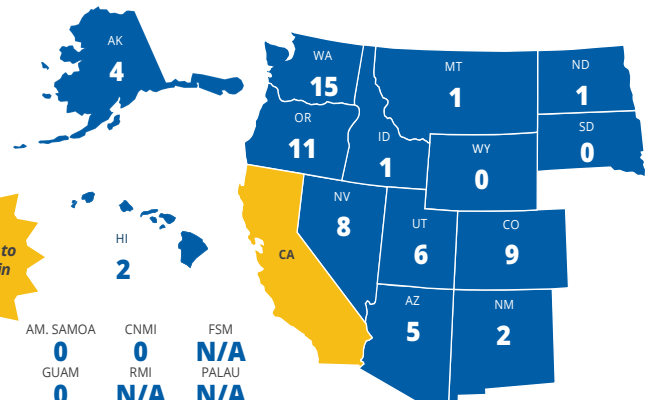 AK
4
WA
15
MT
1
ND
1
OR
11
ID
1
SD
0
WY
0
NV
8
UT
6
CO
9
to
in
CA
HI
2
AZ
5
NM
2
AM. SAMOA CNMI FSM
0 0 N/A
GUAM RMI PALAU
0 N/A N/A